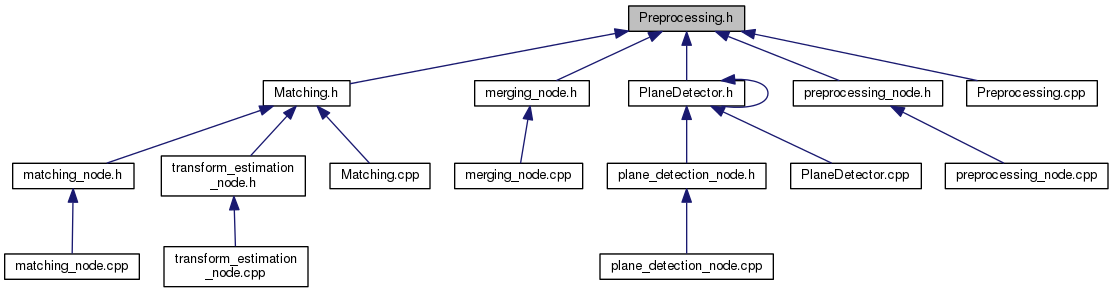 Preprocessing.h
Matching.h
merging_node.h
PlaneDetector.h
preprocessing_node.h
Preprocessing.cpp
matching_node.h
transform_estimation
_node.h
Matching.cpp
merging_node.cpp
plane_detection_node.h
PlaneDetector.cpp
preprocessing_node.cpp
matching_node.cpp
transform_estimation
_node.cpp
plane_detection_node.cpp